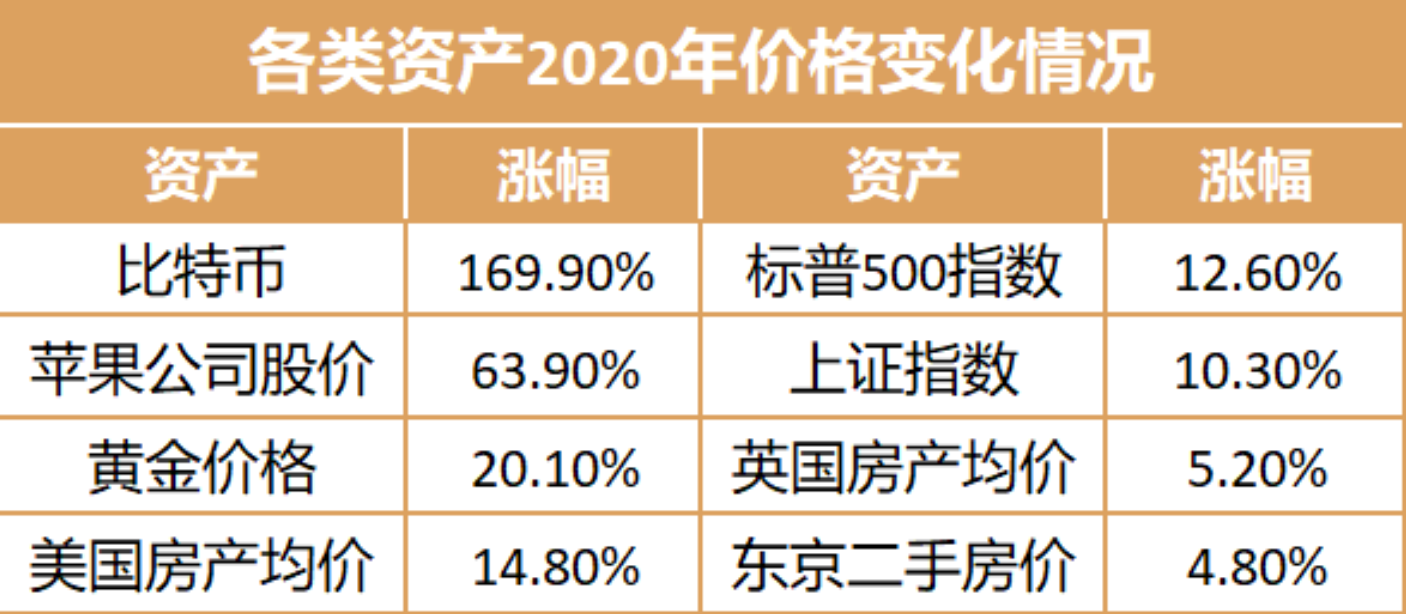 各类资产2020年价格变化情况
资产 涨幅 资产 涨幅
比特币 169.90% 标普500指数 12.60%
苹果公司股价 63.90% 上证指数 10.30%
黄金价格 20.10% 英国房产均价 5.20%
美国房产均价 14.80% 东京二手房价 4.80%